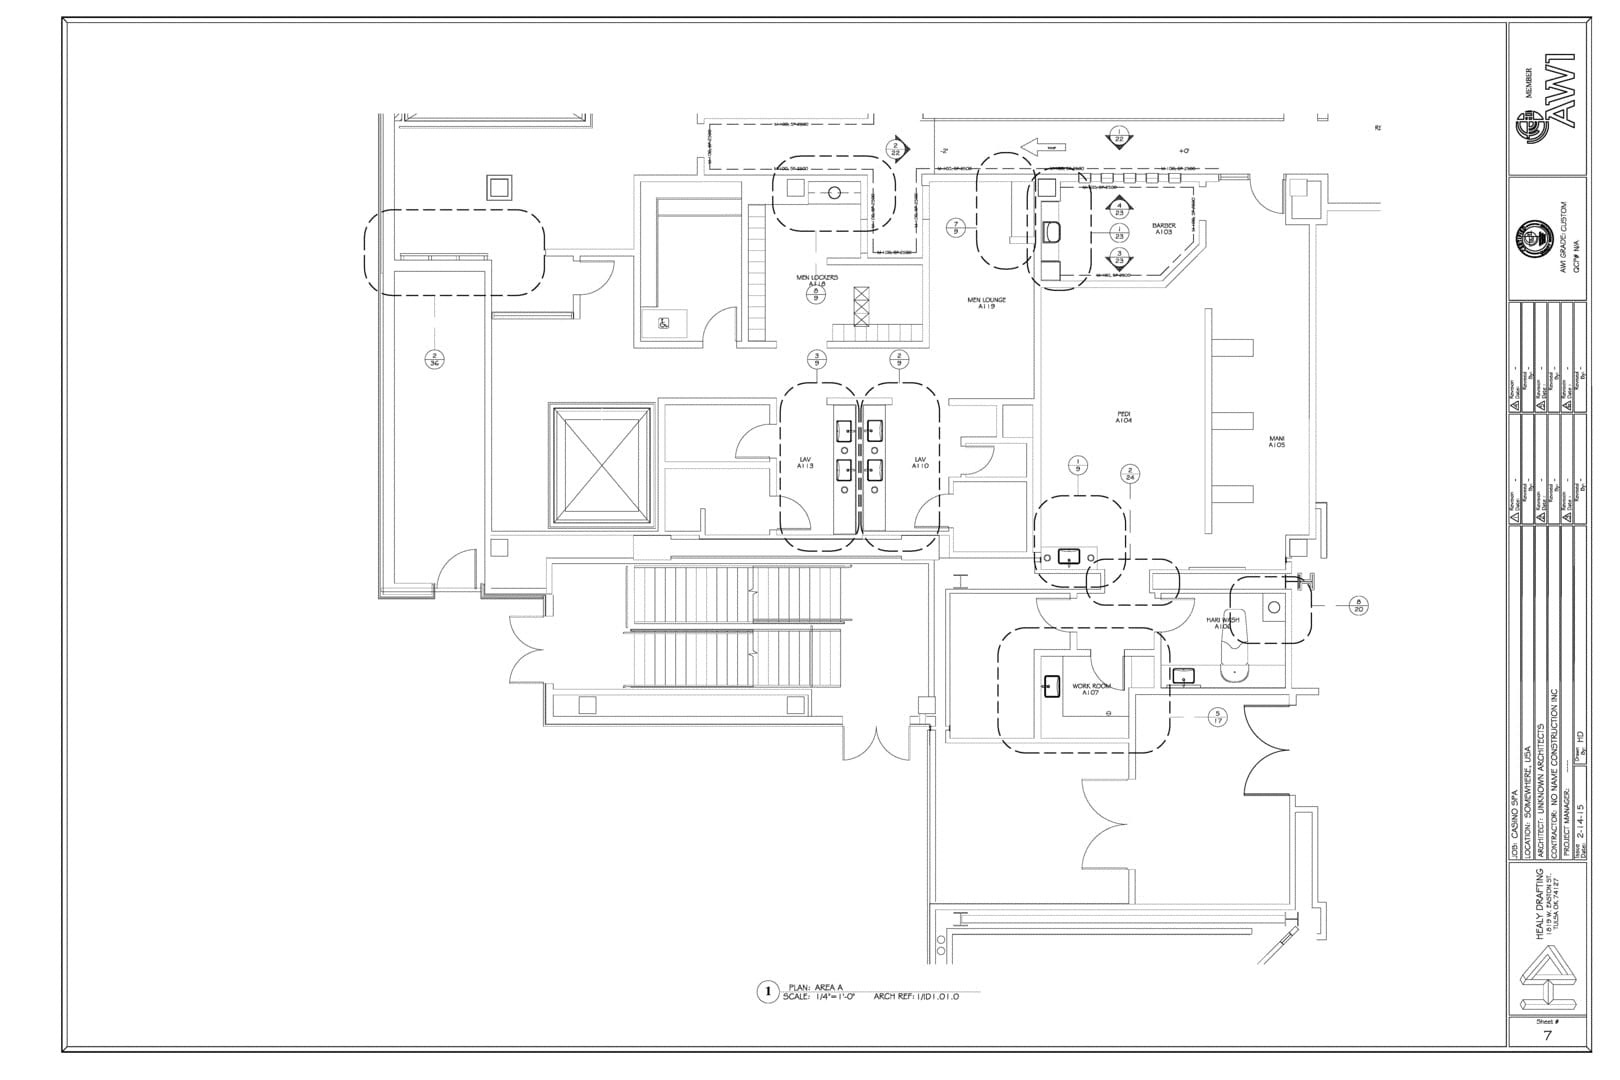 2
22
-2'
RAMP
1
22
+0'
4
23
1
23
3
23
BARBER
A103
7
9
MEN LOCKERS
A118
8
9
MEN LOUNGE
A119
2
36
3
9
2
9
LAV
A113
LAV
A110
PEDI
A104
MANI
A105
1
9
2
24
HARI WASH
8
20
WORK ROOM
A107
5
17
1
PLAN: AREA A
SCALE: 1/4"=1'-0" ARCH REF: 1/ID1.01.0
MEMBER
AWI
AWI GRADE: CUSTOM
QCP# N/A
JOB: CASINO SPA
LOCATION: SOMEWHERE, USA
ARCHITECT: UNKNOWN ARCHITECTS
CONTRACTOR: NO NAME CONSTRUCTION INC
PROJECT MANAGER: ----
Issue Date: 2-14-15
Drawn By: HD
HEALY DRAFTING
1819 W. EASTON ST.
TULSA OK 74127
Sheet #
7